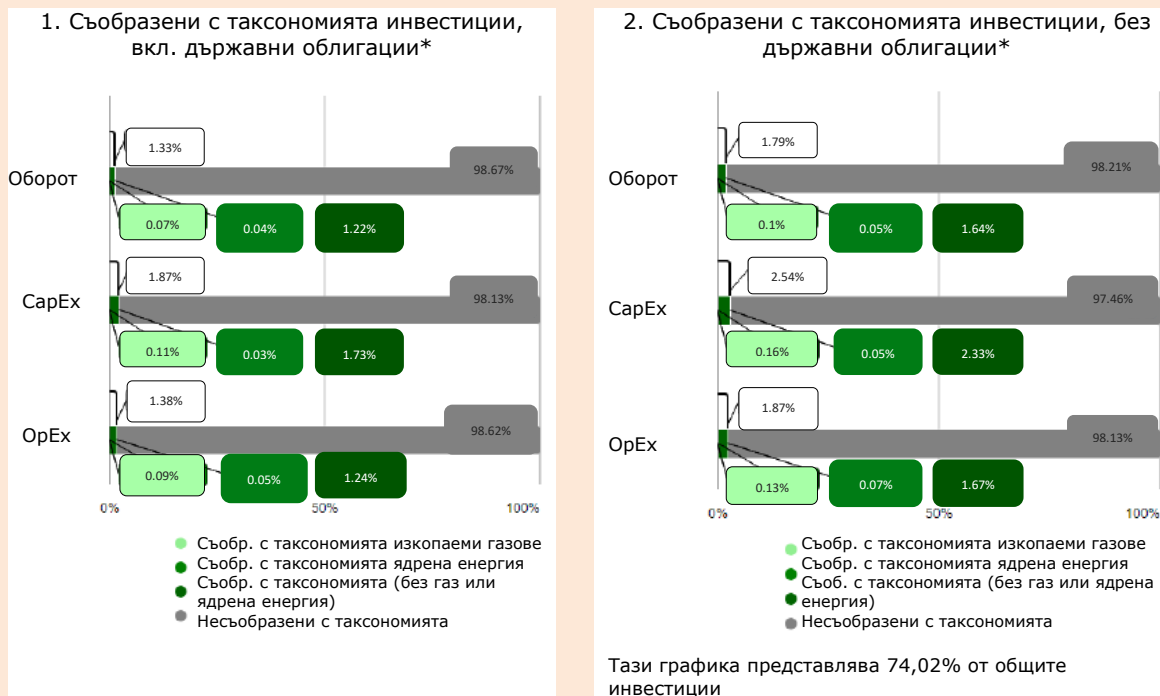 1. Съобразени с таксономията инвестиции,
вкл. държавни облигации*
1.33%
98.67%
Оборот
0.07%
0.04%
1.22%
1.87%
98.13%
CapEx
0.11%
0.03%
1.73%
1.38%
98.62%
OpEx
0.09%
0.05%
1.24%
0%
50%
100%
Съобр. с таксономията изкопаеми газове
Съобр. с таксономията ядрена енергия
Съобр. с таксономията (без газ или
ядрена енергия)
Несъобразени с таксономията
2. Съобразени с таксономията инвестиции, без
държавни облигации*
1.79%
98.21%
Оборот
0.1%
0.05%
1.64%
2.54%
97.46%
CapEx
0.16%
0.05%
2.33%
1.87%
98.13%
OpEx
0.13%
0.07%
1.67%
0%
50%
100%
Съобр. с таксономията изкопаеми газове
Съобр. с таксономията ядрена енергия
Съоб. с таксономията (без газ или ядрена
енергия)
Несъобразени с таксономията
Тази графика представлява 74,02% от общите
инвестиции